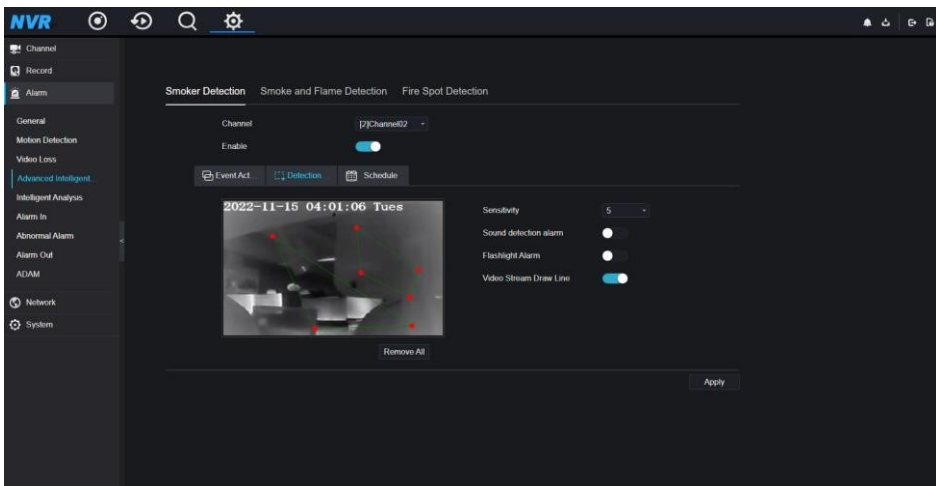 NVR
Channel
Record
Alarm
General
Motion Detection
Video Loss
Advanced Intelligent...
Intelligent Analysis
Alarm In
Abnormal Alarm
Alarm Out
ADAM
Network
System
Smoker Detection Smoke and Flame Detection Fire Spot Detection
Channel [2]Channel02
Enable
Event Act... Detection... Schedule
2022-11-15 04:01:06 Tues
Remove All
Sensitivity 5
Sound detection alarm
Flashlight Alarm
Video Stream Draw Line
Apply